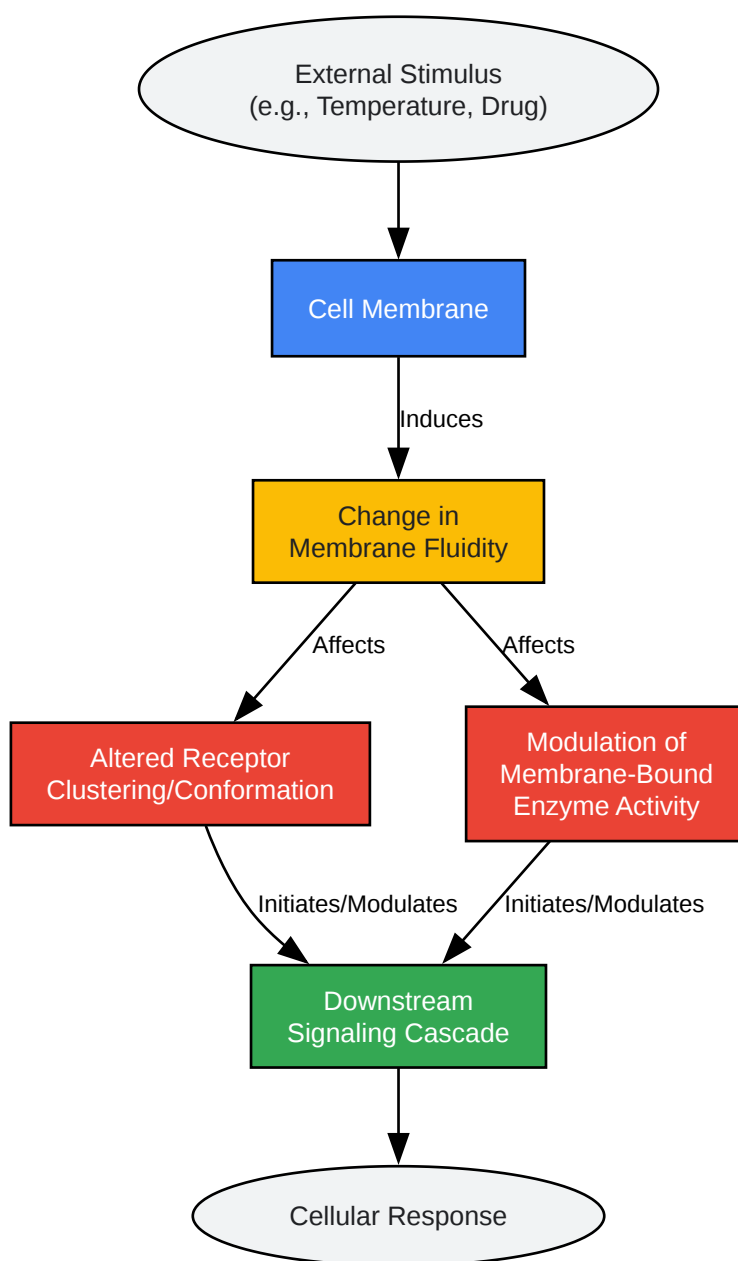 External Stimulus
(e.g., Temperature, Drug)
Cell Membrane
Induces
Change in
Membrane Fluidity
Affects
Affects
Altered Receptor
Clustering/Conformation
Modulation of
Membrane-Bound
Enzyme Activity
Initiates/Modulates
Initiates/Modulates
Downstream
Signaling Cascade
Cellular Response